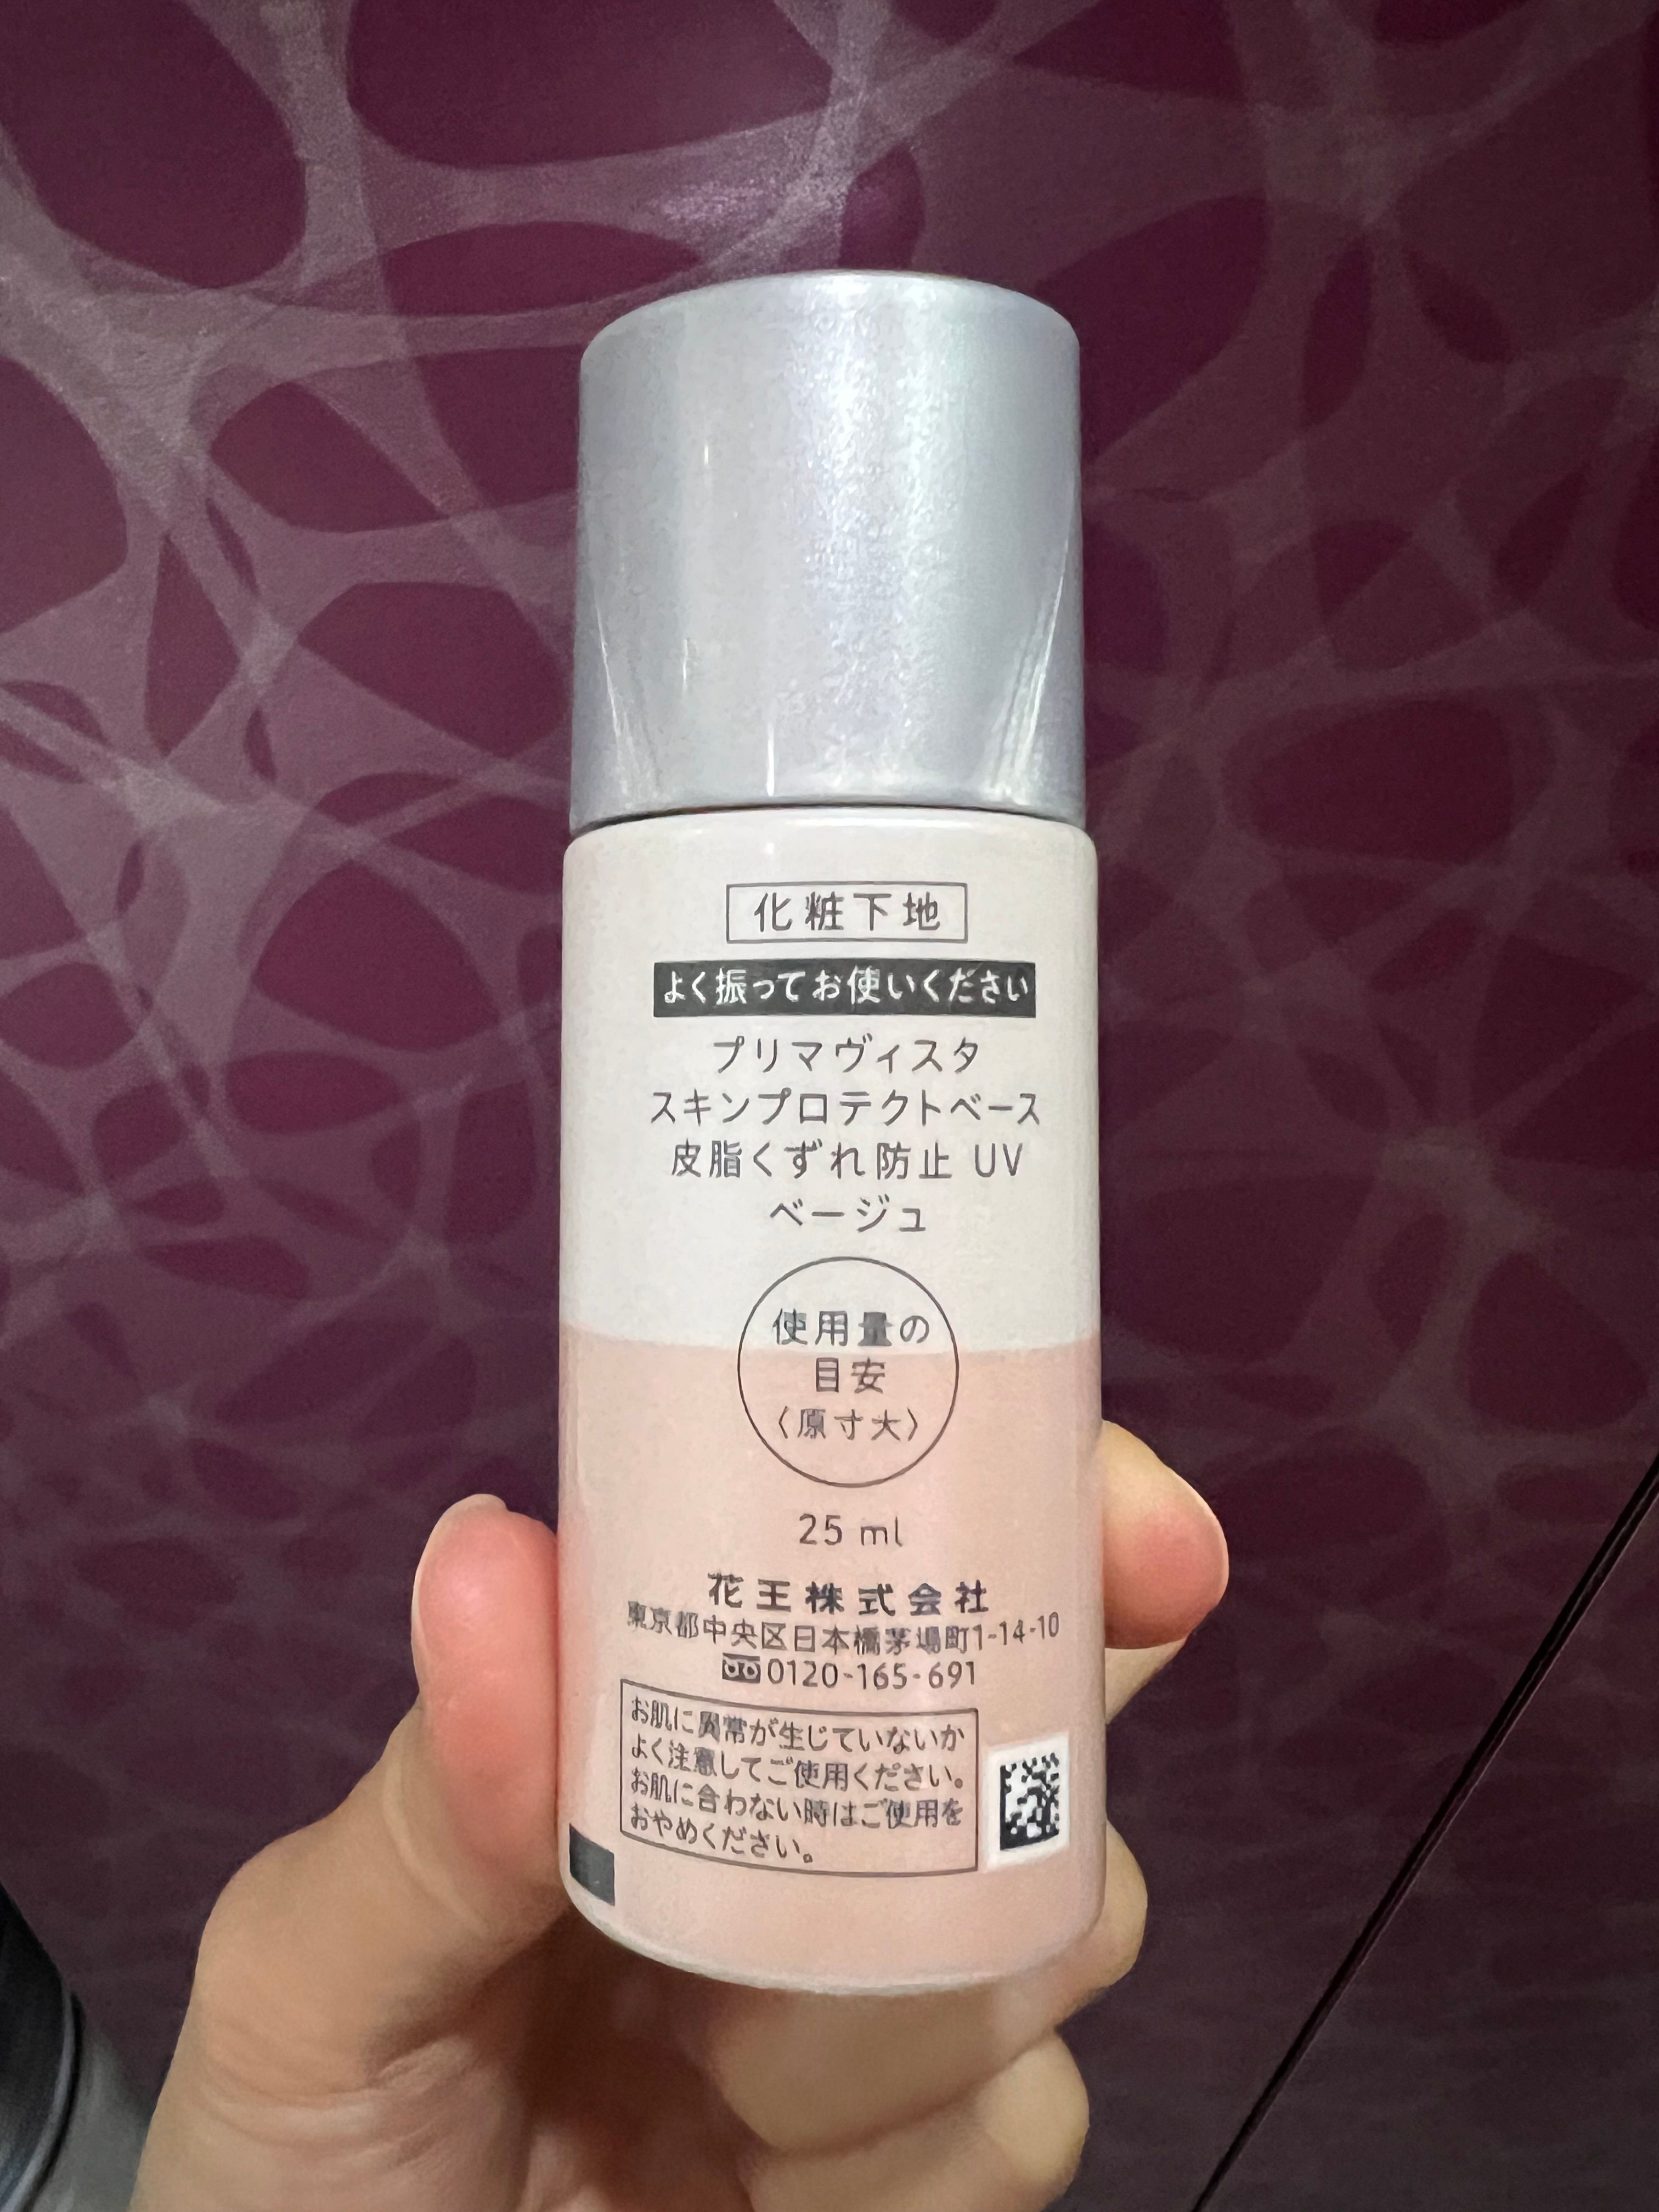 化粧下地
よく振ってお使いください
プリマヴィスタ
スキンプロテクトベース
皮脂くずれ防止 UV
ベージュ
使用量の
目安
〈原寸大〉
25 ml
花王株式会社
東京都中央区日本橋茅場町1-14-10
0120-165-691
お肌に異常が生じていないか
よく注意してご使用ください。
お肌に合わない時はご使用を
おやめください。